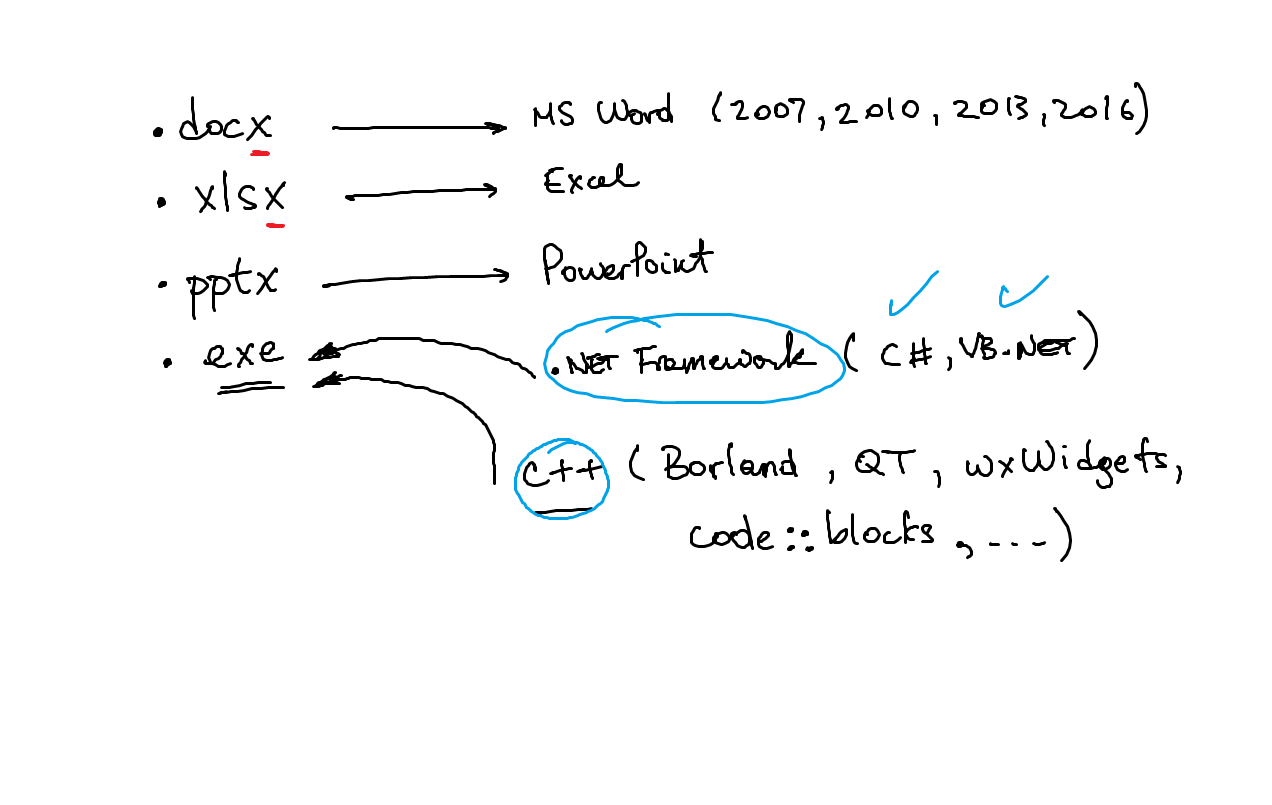 .docx → MS Word (2007, 2010, 2013, 2016)
.xlsx → Excel
.pptx → PowerPoint
.exe .NET Framework (C#, VB.NET)
C++ (Borland, QT, wxWidgets,
code::blocks, ....)